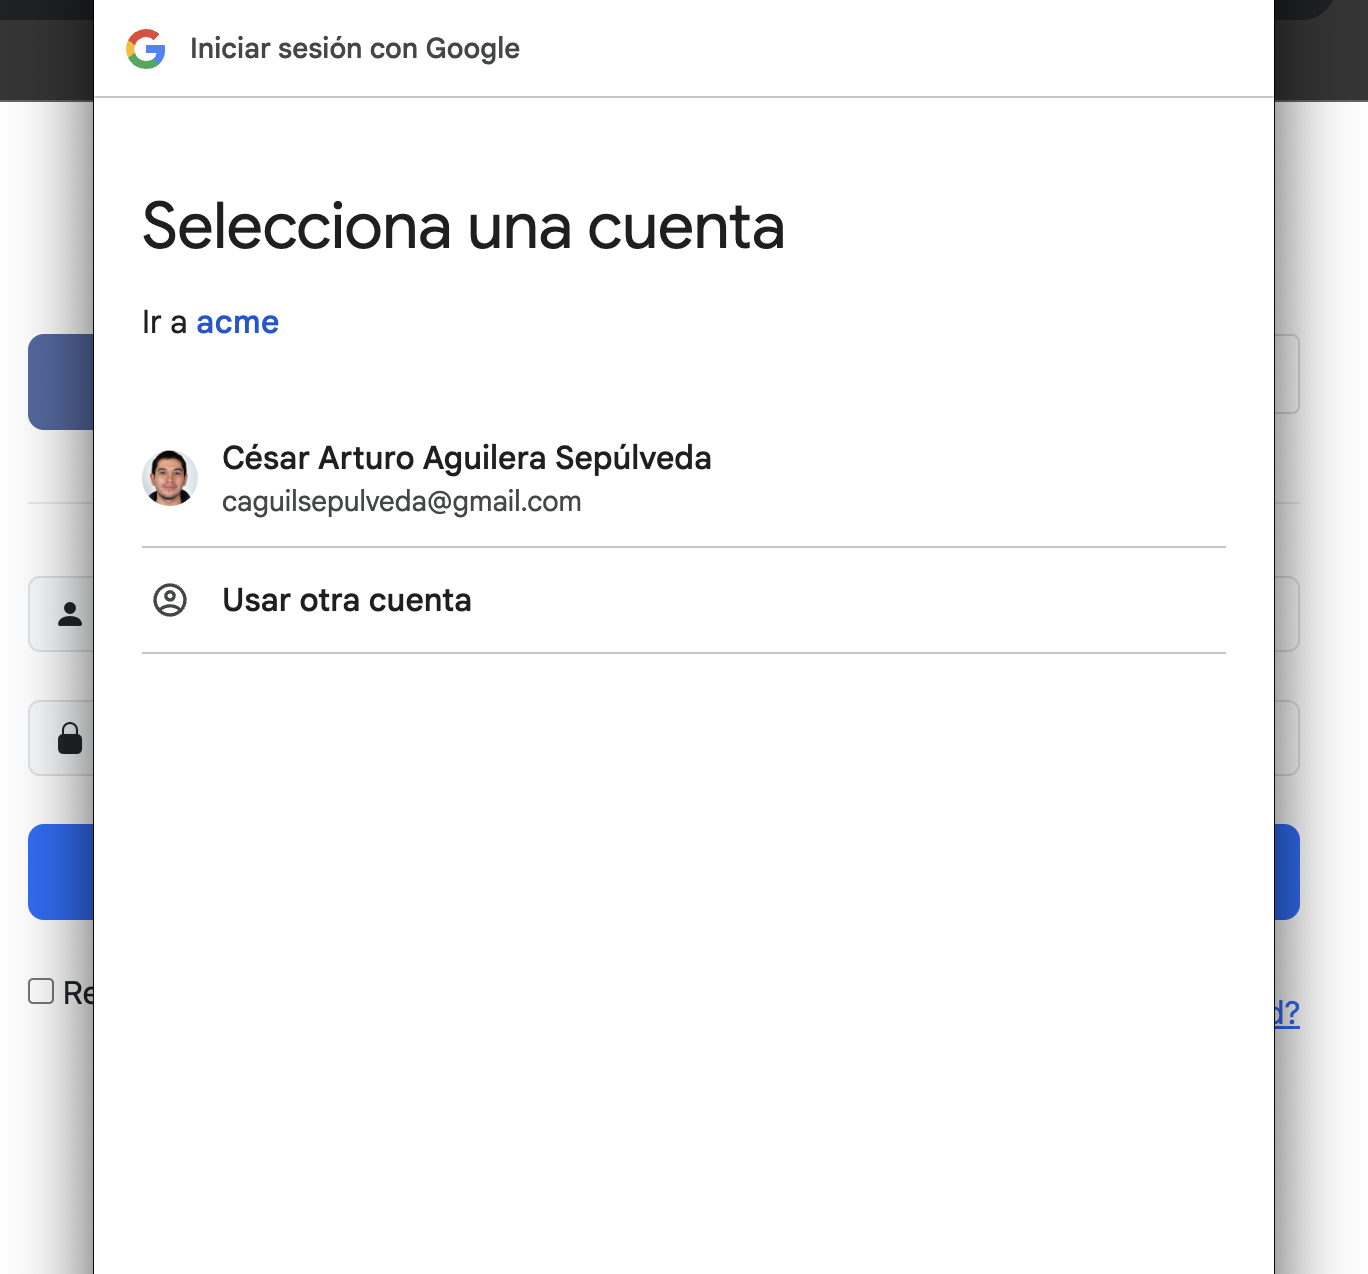 Iniciar sesión con Google
Selecciona una cuenta
Ir a acme
César Arturo Aguilera Sepúlveda
caguilsepulveda@gmail.com
Usar otra cuenta